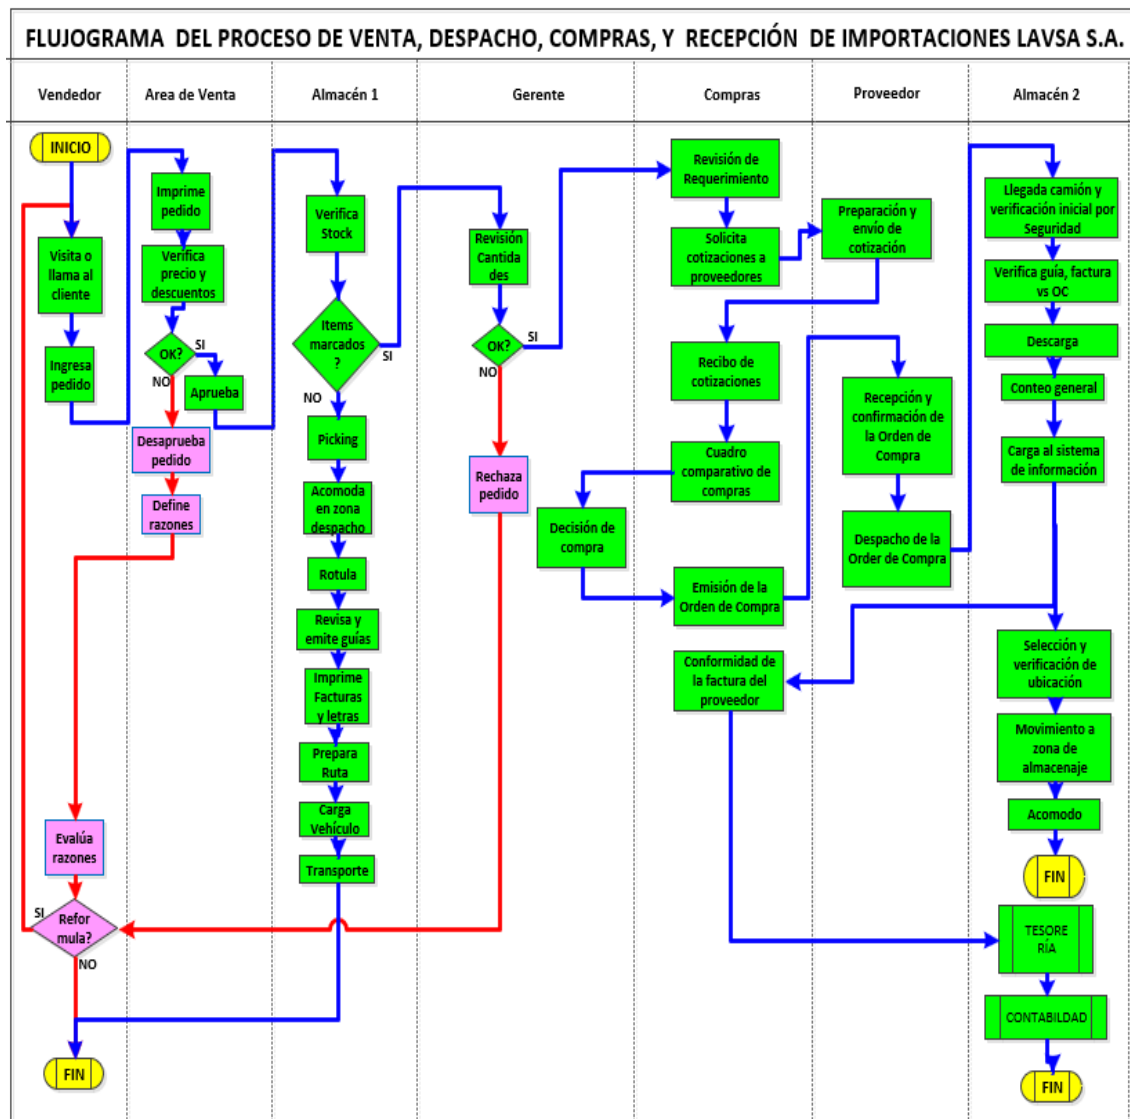 FLUJOGRAMA DEL PROCESO DE VENTA, DESPACHO, COMPRAS, Y RECEPCIÓN DE IMPORTACIONES LAVSA S.A.
Vendedor
Area de Venta
Almacén 1
Gerente
Compras
Proveedor
Almacén 2
INICIO
Visita o
llama al
cliente
Ingresa
pedido
Evalúa
razones
SI
Refor
mula?
NO
FIN
Imprime
pedido
Verifica
precio y
descuentos
OK?
SI
NO
Aprueba
Desaprueba
pedido
Define
razones
Verifica
Stock
Items
marcados
?
SI
NO
Picking
Acomoda
en zona
despacho
Rotula
Revisa y
emite guías
Imprime
Facturas
y letras
Prepara
Ruta
Carga
Vehículo
Transporte
Revisión
Cantida
des
OK?
SI
NO
Rechaza
pedido
Decisión de
compra
Revisión de
Requerimiento
Solicita
cotizaciones a
proveedores
Recibo de
cotizaciones
Cuadro
comparativo de
compras
Emisión de la
Orden de Compra
Conformidad de
la factura del
proveedor
Preparación y
envío de
cotización
Recepción y
confirmación de
la Orden de
Compra
Despacho de la
Order de Compra
Llegada camión y
verificación inicial por
Seguridad
Verifica guía, factura
vs OC
Descarga
Conteo general
Carga al sistema
de información
Selección y
verificación de
ubicación
Movimiento a
zona de
almacenaje
Acomodo
FIN
TESORE
RÍA
CONTABILDAD
FIN